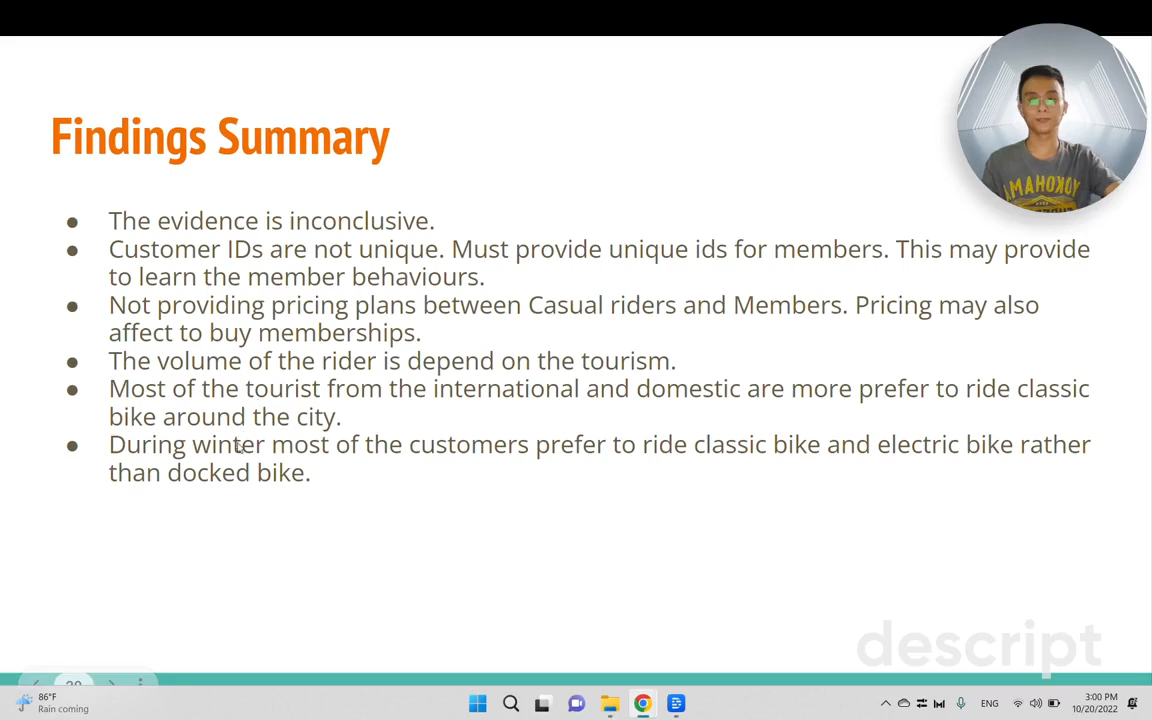 Findings Summary
● The evidence is inconclusive.
● Customer IDs are not unique. Must provide unique ids for members. This may provide
to learn the member behaviours.
● Not providing pricing plans between Casual riders and Members. Pricing may also
affect to buy memberships.
● The volume of the rider is depend on the tourism.
● Most of the tourist from the international and domestic are more prefer to ride classic
bike around the city.
● During winter most of the customers prefer to ride classic bike and electric bike rather
than docked bike.
YOKOHAMA
descript
86°F
Rain coming
ENG
3:00 PM
10/20/2022